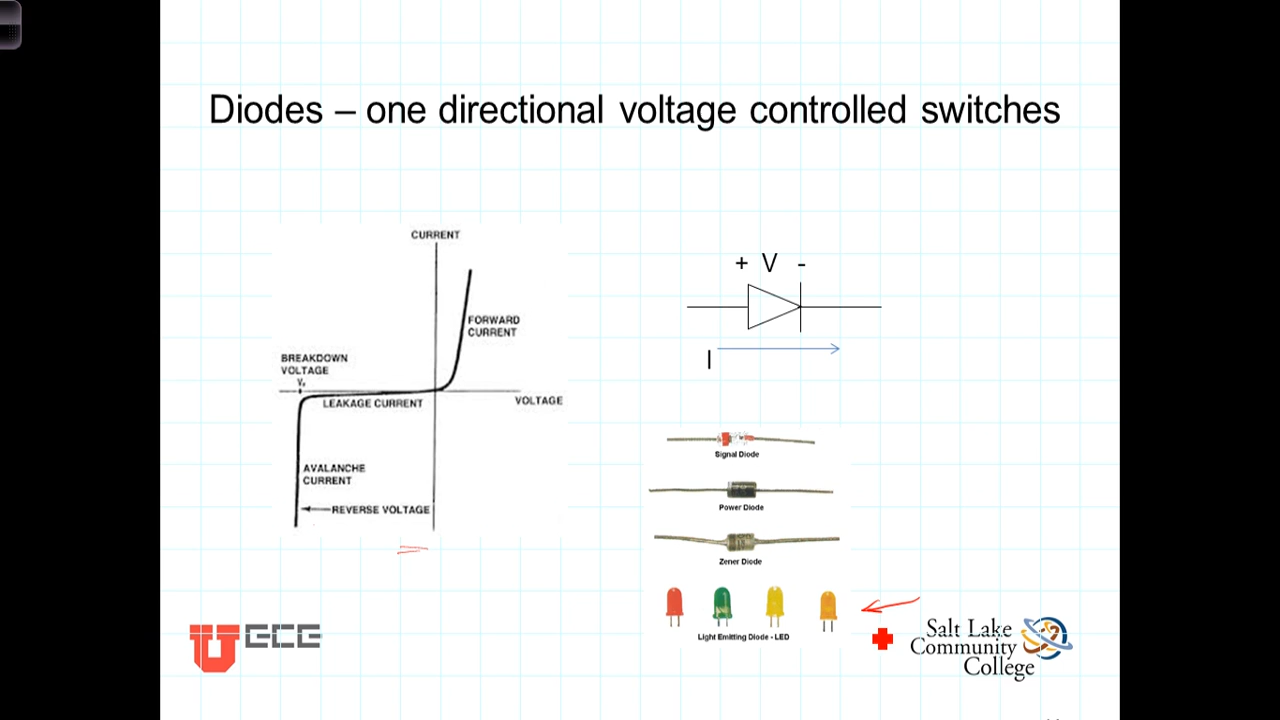 Diodes – one directional voltage controlled switches
CURRENT
FORWARD
CURRENT
BREAKDOWN
VOLTAGE
LEAKAGE CURRENT
VOLTAGE
AVALANCHE
CURRENT
REVERSE VOLTAGE
+ V -
I
Signal Diode
Power Diode
Zener Diode
Light Emitting Diode - LED
U ECE
Salt Lake
Community
College